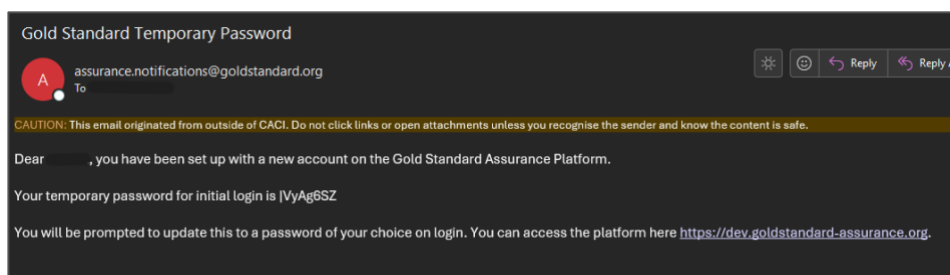 Gold Standard Temporary Password
A
assurance.notifications@goldstandard.org
To
Reply
Reply
CAUTION: This email originated from outside of CACI. Do not click links or open attachments unless you recognise the sender and know the content is safe.
Dear , you have been set up with a new account on the Gold Standard Assurance Platform.
Your temporary password for initial login is |VyAg6SZ
You will be prompted to update this to a password of your choice on login. You can access the platform here https://dev.goldstandard-assurance.org.